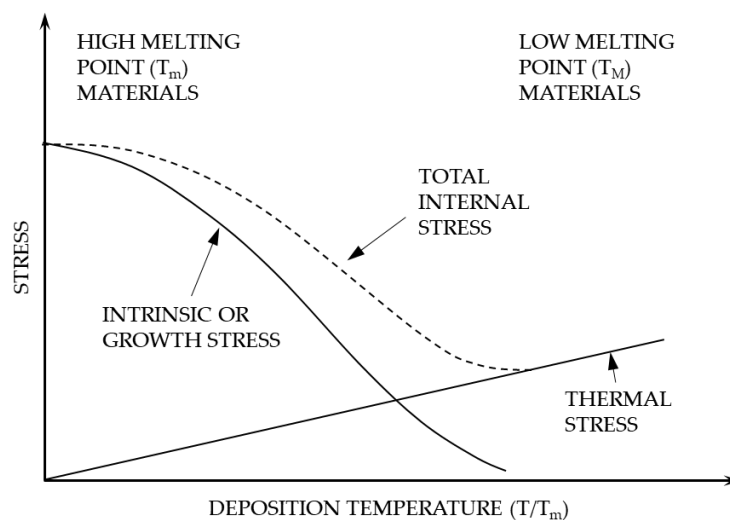 HIGH MELTING
POINT (Tm)
MATERIALS
LOW MELTING
POINT (TM)
MATERIALS
TOTAL
INTERNAL
STRESS
STRESS
INTRINSIC OR
GROWTH STRESS
THERMAL
STRESS
DEPOSITION TEMPERATURE (T/Tm)